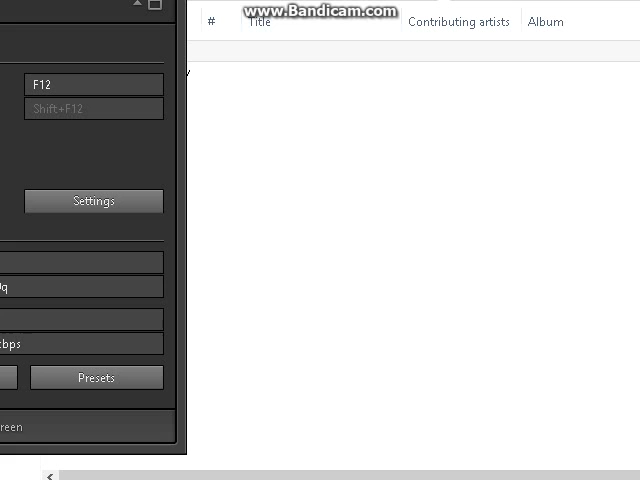 www.Bandicam.com
# Title Contributing artists Album
F12
Shift+F12
Settings
Presets